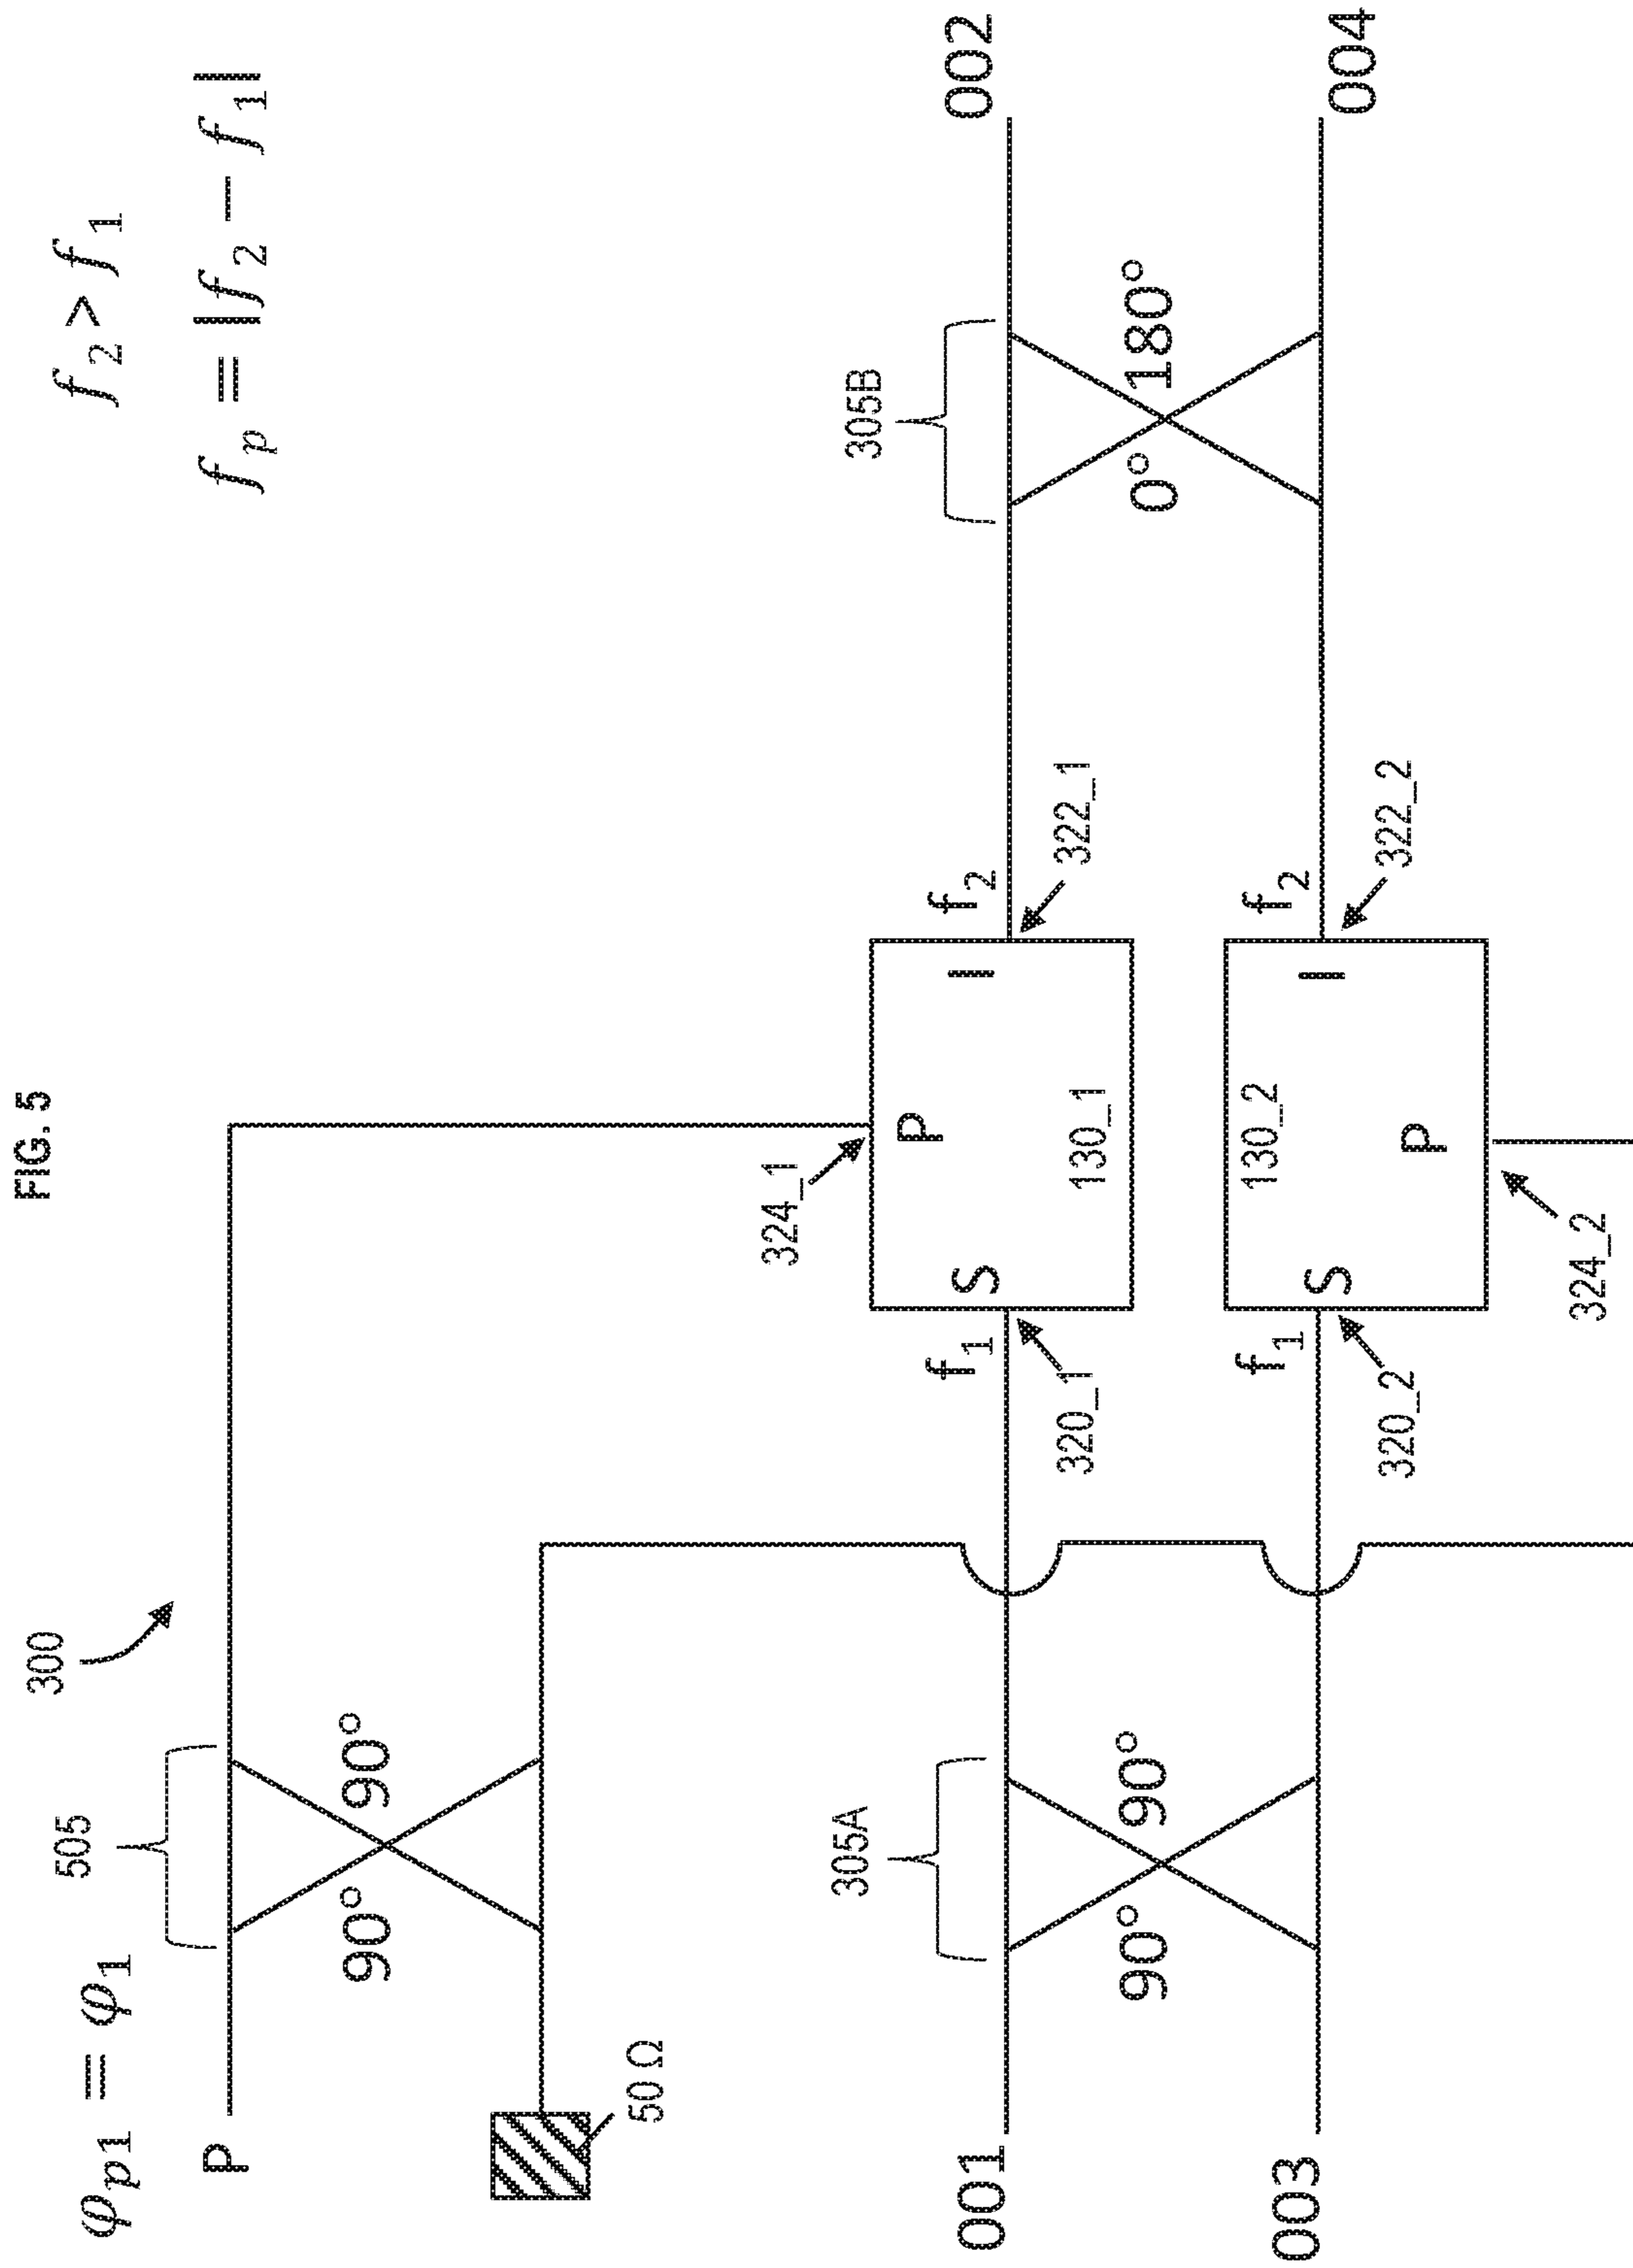 FIG. 5
300
φp1 = φ1
f2 > f1
fp = |f2 − f1|
505
P
90° 90°
50 Ω
324_1
305A
305B
001
f1
S
P
I
f2
002
320_1
130_1
322_1
90° 90°
0° 180°
003
f1
S
130_2
I
f2
004
320_2
P
322_2
324_2